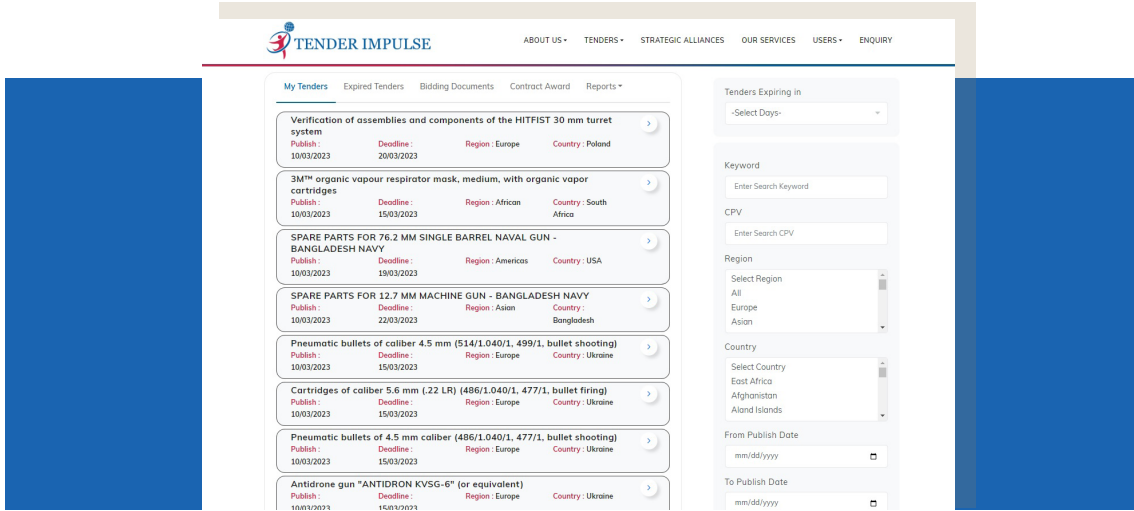 TENDER IMPULSE
ABOUT US TENDERS STRATEGIC ALLIANCES OUR SERVICES USERS ENQUIRY
My Tenders Expired Tenders Bidding Documents Contract Award Reports
Verification of assemblies and components of the HITFIST 30 mm turret
system
Publish : Deadline : Region : Europe Country : Poland
10/03/2023 20/03/2023
3M™ organic vapour respirator mask, medium, with organic vapor
cartridges
Publish : Deadline : Region : African Country : South
10/03/2023 15/03/2023 Africa
SPARE PARTS FOR 76.2 MM SINGLE BARREL NAVAL GUN -
BANGLADESH NAVY
Publish : Deadline : Region : Americas Country : USA
10/03/2023 19/03/2023
SPARE PARTS FOR 12.7 MM MACHINE GUN - BANGLADESH NAVY
Publish : Deadline : Region : Asian Country :
10/03/2023 22/03/2023 Bangladesh
Pneumatic bullets of caliber 4.5 mm (514/1.040/1, 499/1, bullet shooting)
Publish : Deadline : Region : Europe Country : Ukraine
10/03/2023 15/03/2023
Cartridges of caliber 5.6 mm (.22 LR) (486/1.040/1, 477/1, bullet firing)
Publish : Deadline : Region : Europe Country : Ukraine
10/03/2023 15/03/2023
Pneumatic bullets of 4.5 mm caliber (486/1.040/1, 477/1, bullet shooting)
Publish : Deadline : Region : Europe Country : Ukraine
10/03/2023 15/03/2023
Antidrone gun "ANTIDRON KVSG-6" (or equivalent)
Publish : Deadline : Region : Europe Country : Ukraine
10/03/2023 15/03/2023
Tenders Expiring in
-Select Days-
Keyword
Enter Search Keyword
CPV
Enter Search CPV
Region
Select Region
All
Europe
Asian
Country
Select Country
East Africa
Afghanistan
Aland Islands
From Publish Date
mm/dd/yyyy
To Publish Date
mm/dd/yyyy